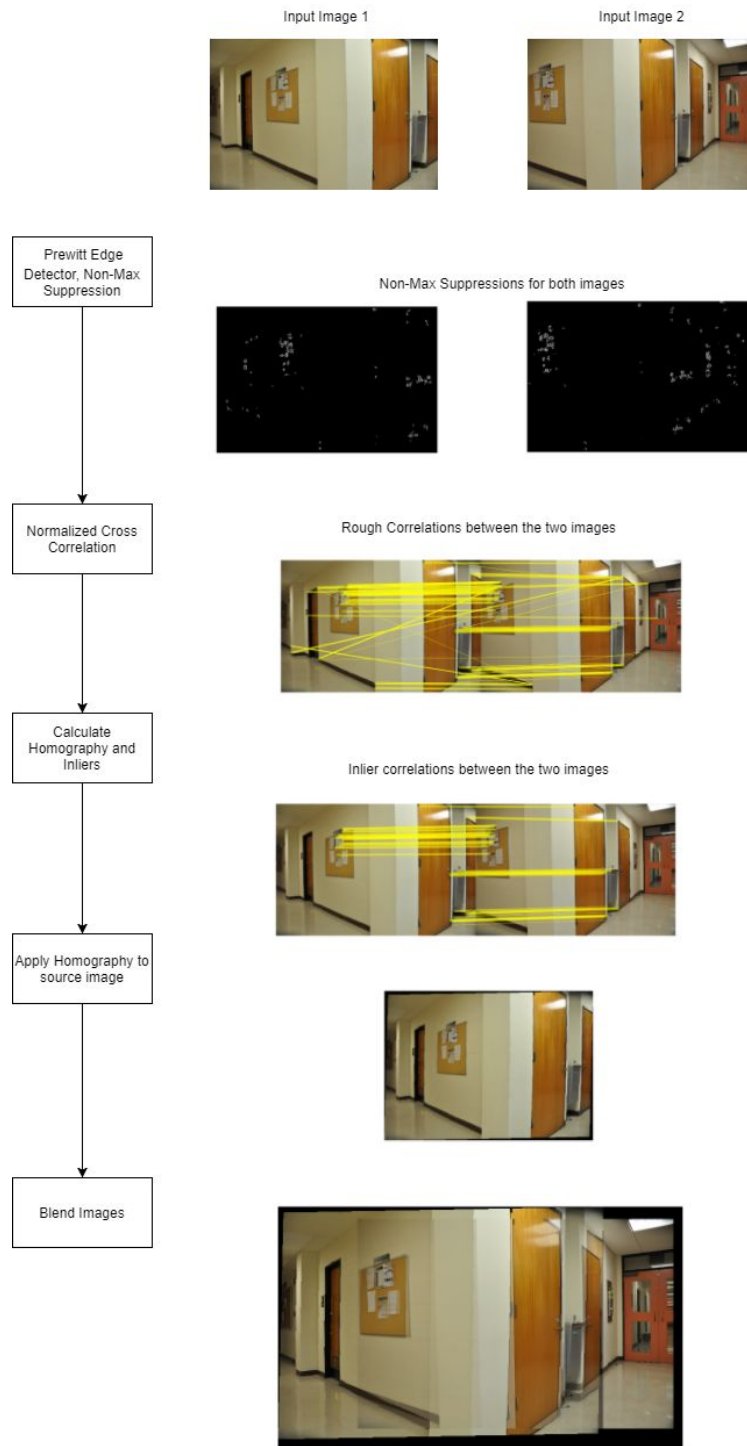 Input Image 1
Input Image 2
Prewitt Edge
Detector, Non-Max
Suppression
Non-Max Suppressions for both images
Normalized Cross
Correlation
Rough Correlations between the two images
Calculate
Homography and
Inliers
Inlier correlations between the two images
Apply Homography to
source image
Blend Images